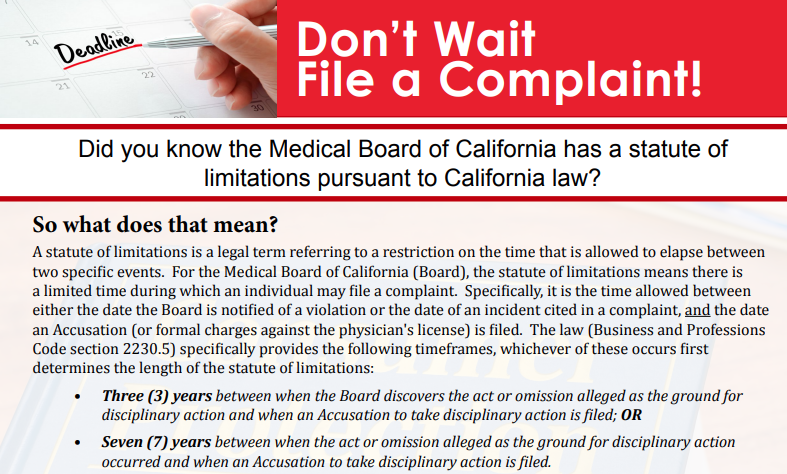 Deadline
14
15
21
22
30
Don't Wait
File a Complaint!
Did you know the Medical Board of California has a statute of
limitations pursuant to California law?
So what does that mean?
A statute of limitations is a legal term referring to a restriction on the time that is allowed to elapse between
two specific events.  For the Medical Board of California (Board), the statute of limitations means there is
a limited time during which an individual may file a complaint.  Specifically, it is the time allowed between
either the date the Board is notified of a violation or the date of an incident cited in a complaint, and the date
an Accusation (or formal charges against the physician's license) is filed.  The law (Business and Professions
Code section 2230.5) specifically provides the following timeframes, whichever of these occurs first
determines the length of the statute of limitations:
• Three (3) years between when the Board discovers the act or omission alleged as the ground for
disciplinary action and when an Accusation to take disciplinary action is filed; OR
• Seven (7) years between when the act or omission alleged as the ground for disciplinary action
occurred and when an Accusation to take disciplinary action is filed.